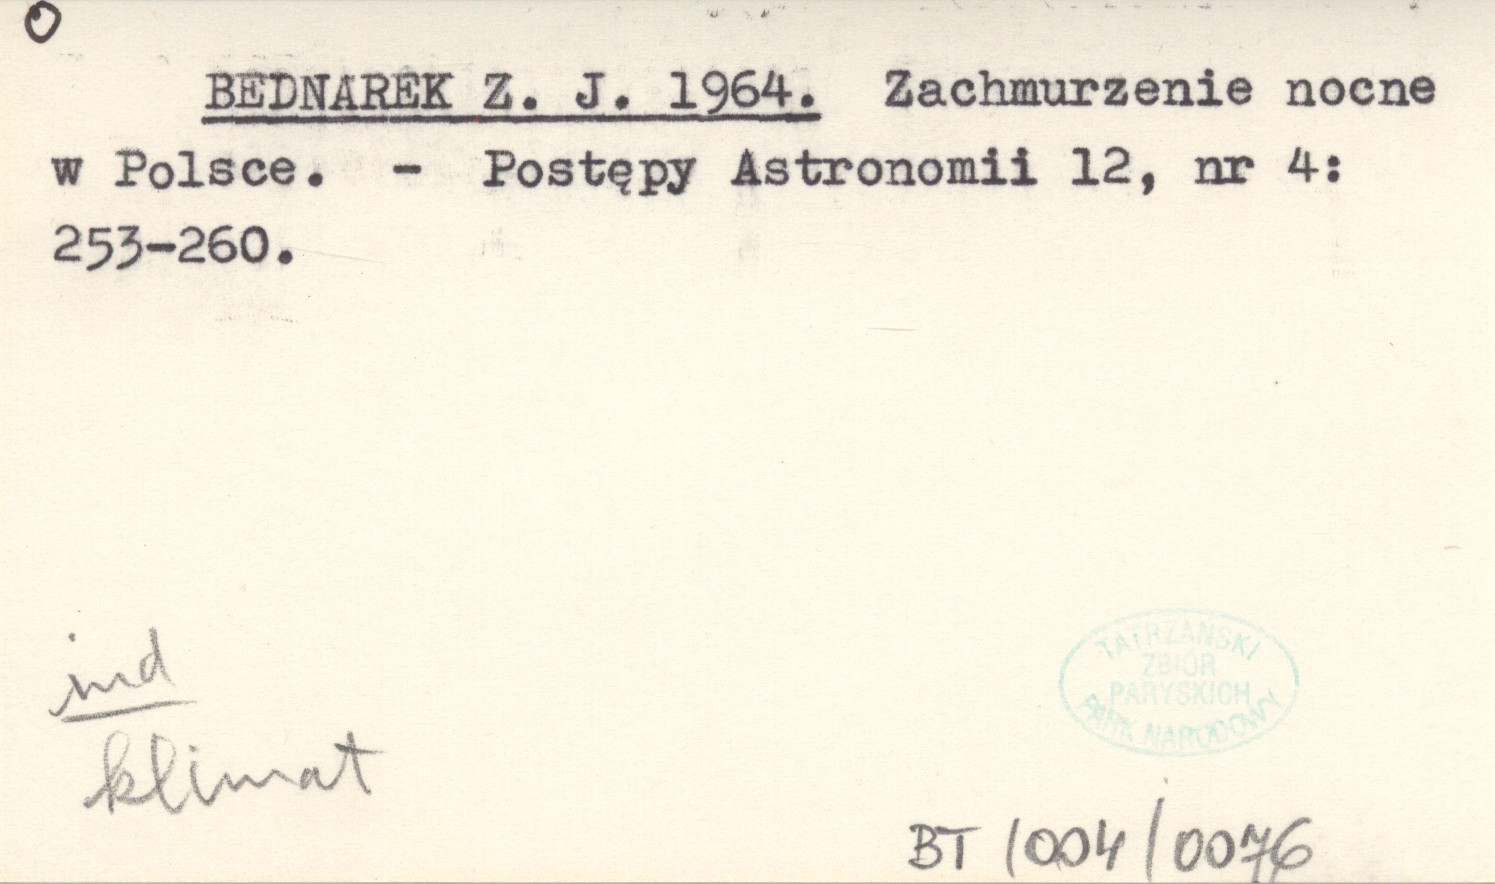 O
BEDNAREK Z. J. 1964. Zachmurzenie nocne
w Polsce. - Postępy Astronomii 12, nr 4:
253-260.
ind
klimat
TATRZAŃSKI
ZBIÓR
PARYSKICH
PARK NARODOWY
BT/004/0076